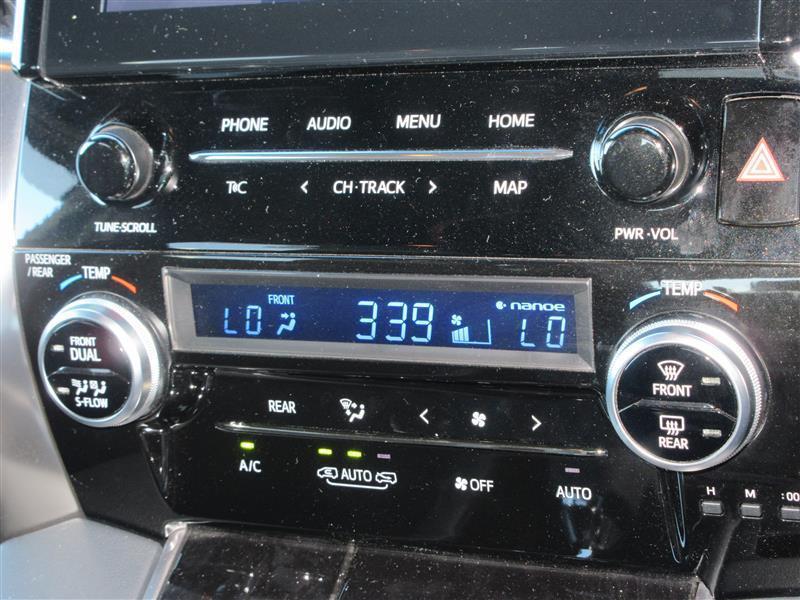 PHONE AUDIO MENU HOME
TC < CH·TRACK > MAP
TUNE·SCROLL
PWR·VOL
PASSENGER
/REAR
TEMP
TEMP
FRONT
LO 339 nanoe LO
FRONT
DUAL
S-FLOW
FRONT
REAR
REAR < >
A/C AUTO OFF AUTO
H M :00